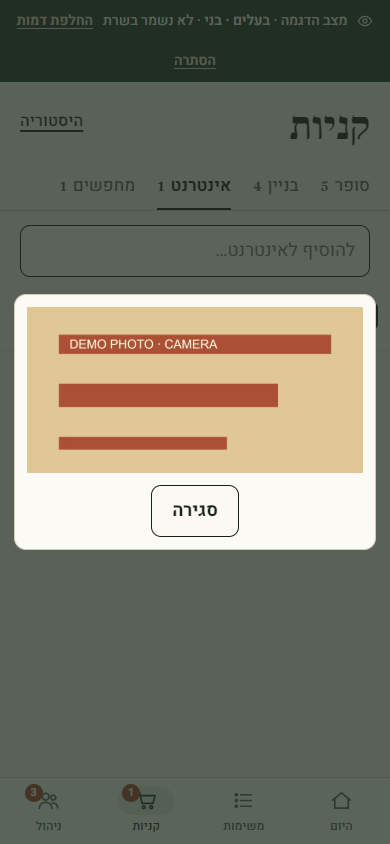 מצב הדגמה · בעלים · בני · לא נשמר בשרת החלפת דמות
הסתרה
קניות היסטוריה
סופר 5 בניין 4 אינטרנט 1 מחפשים 1
להוסיף לאינטרנט...
DEMO PHOTO · CAMERA
סגירה
1 3
היום משימות קניות ניהול